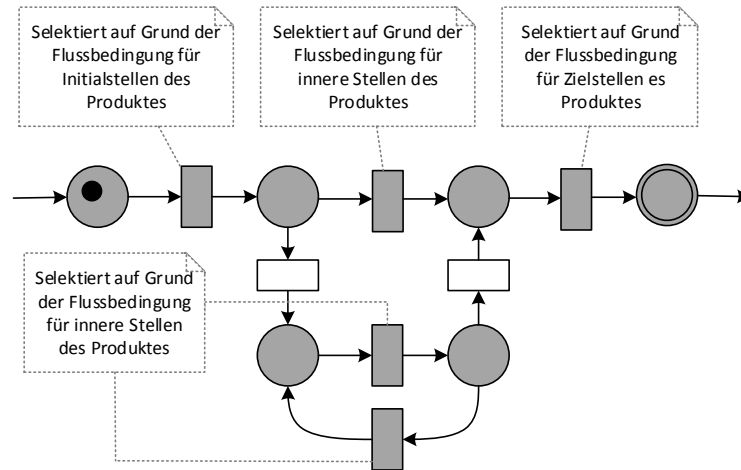 Selektiert auf Grund der
Flussbedingung für
Initialstellen des
Produktes
Selektiert auf Grund der
Flussbedingung für
innere Stellen des
Produktes
Selektiert auf Grund
der Flussbedingung
für Zielstellen es
Produktes
Selektiert auf Grund
der Flussbedingung
für innere Stellen
des Produktes